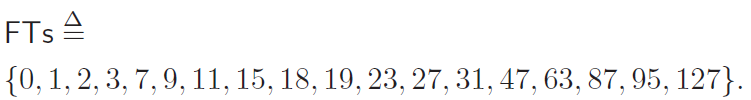 FTs ≜
{0, 1, 2, 3, 7, 9, 11, 15, 18, 19, 23, 27, 31, 47, 63, 87, 95, 127}.